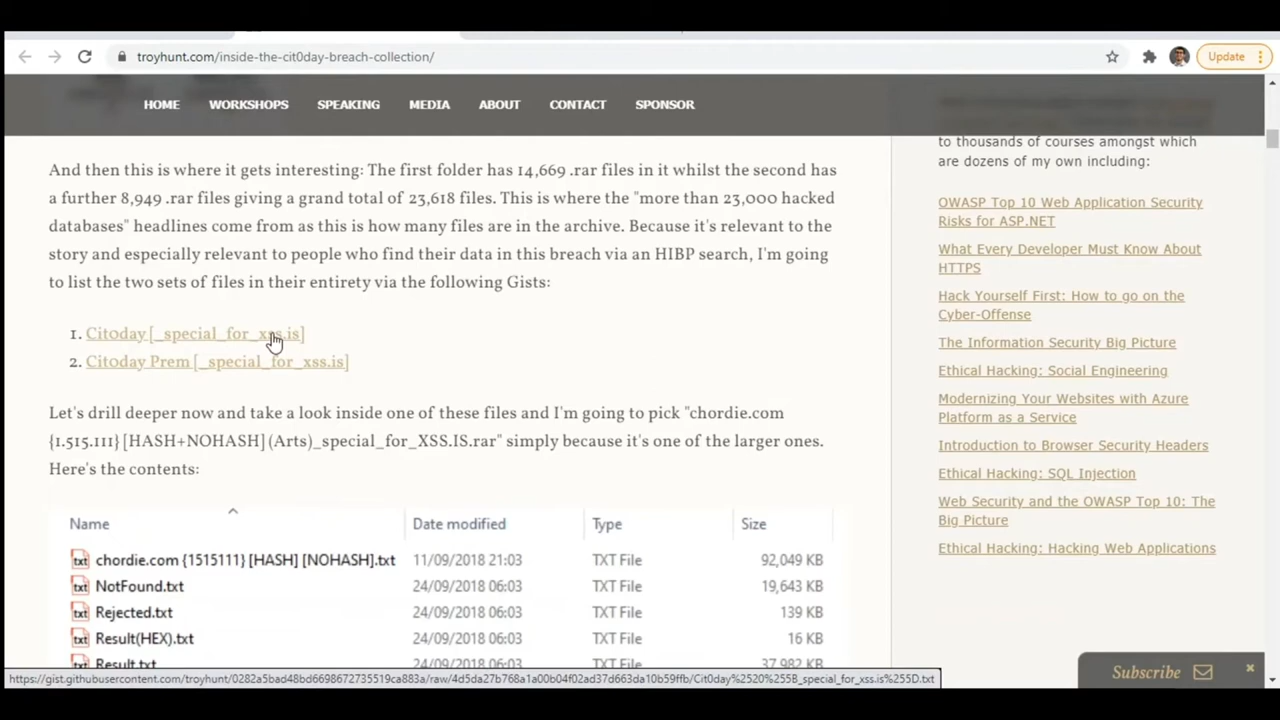 troyhunt.com/inside-the-cit0day-breach-collection/
Update
HOME WORKSHOPS SPEAKING MEDIA ABOUT CONTACT SPONSOR
And then this is where it gets interesting: The first folder has 14,669 .rar files in it whilst the second has
a further 8,949 .rar files giving a grand total of 23,618 files. This is where the "more than 23,000 hacked
databases" headlines come from as this is how many files are in the archive. Because it's relevant to the
story and especially relevant to people who find their data in this breach via an HIBP search, I'm going
to list the two sets of files in their entirety via the following Gists:
1. Cit0day [_special_for_xss.is]
2. Cit0day Prem [_special_for_xss.is]
Let's drill deeper now and take a look inside one of these files and I'm going to pick "chordie.com
{1.515.111} [HASH+NOHASH] (Arts)_special_for_XSS.IS.rar" simply because it's one of the larger ones.
Here's the contents:
Name Date modified Type Size
chordie.com {1515111} [HASH] [NOHASH].txt 11/09/2018 21:03 TXT File 92,049 KB
NotFound.txt 24/09/2018 06:03 TXT File 19,643 KB
Rejected.txt 24/09/2018 06:03 TXT File 139 KB
Result(HEX).txt 24/09/2018 06:03 TXT File 16 KB
Result.txt 24/09/2018 06:03 TXT File 37,982 KB
to thousands of courses amongst which
are dozens of my own including:
OWASP Top 10 Web Application Security
Risks for ASP.NET
What Every Developer Must Know About
HTTPS
Hack Yourself First: How to go on the
Cyber-Offense
The Information Security Big Picture
Ethical Hacking: Social Engineering
Modernizing Your Websites with Azure
Platform as a Service
Introduction to Browser Security Headers
Ethical Hacking: SQL Injection
Web Security and the OWASP Top 10: The
Big Picture
Ethical Hacking: Hacking Web Applications
Subscribe
https://gist.githubusercontent.com/troyhunt/0282a5bad48bd6698672735519ca883a/raw/4d5da27b768a1a00b04f02ad37d663da10b59ffb/Cit0day%2520%255B_special_for_xss.is%255D.txt